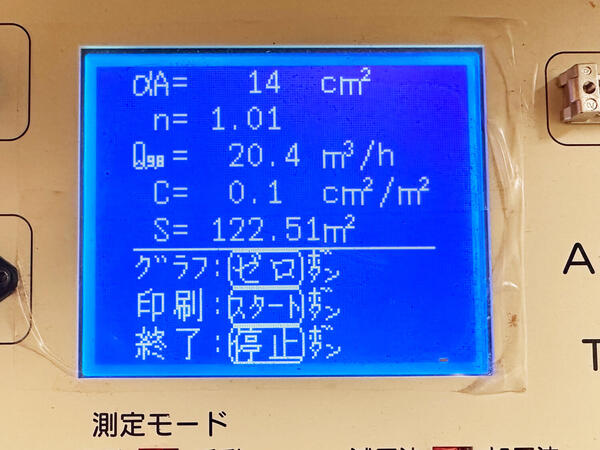 αA= 14 cm²
n= 1.01
Q₉₈= 20.4 m³/h
C= 0.1 cm²/m²
S= 122.51m²
グラフ:(ゼロ)ボタン
印刷:(スタート)ボタン
終了:(停止)ボタン
A
T
測定モード